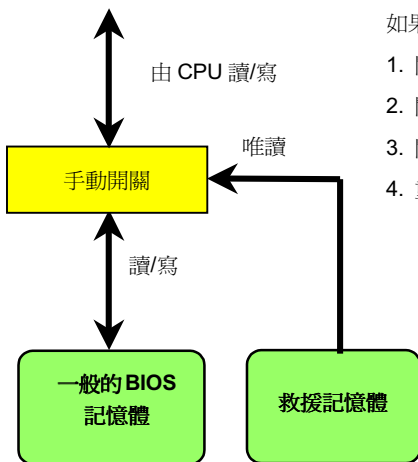 如果
由 CPU 讀/寫
1.
2.
唯讀
3.
手動開關
4.
讀/寫
一般的 BIOS
記憶體
救援記憶體